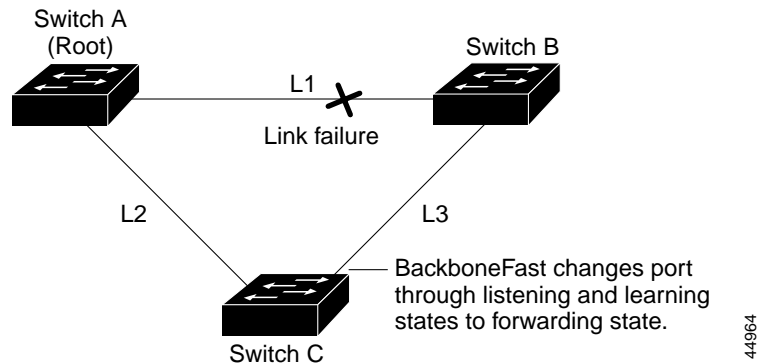 Switch A
(Root)
Switch B
L1
Link failure
L2
L3
BackboneFast changes port
through listening and learning
states to forwarding state.
Switch C
44964